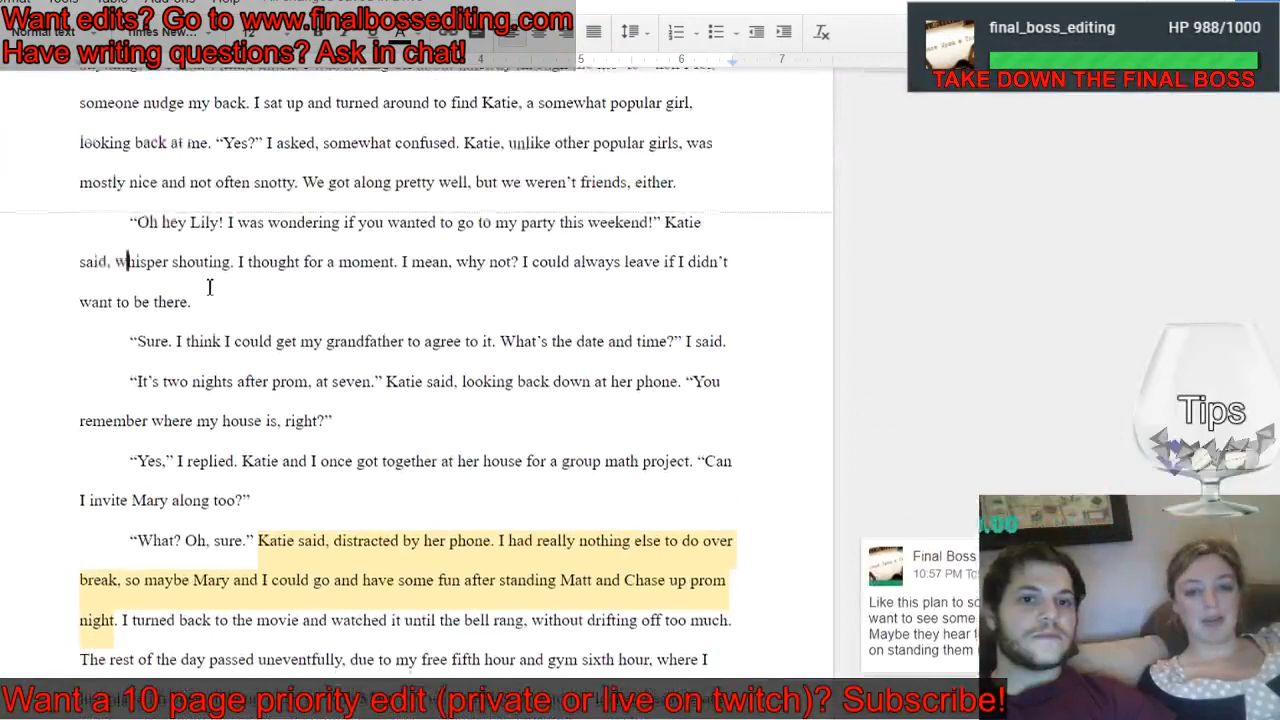 Want edits? Go to www.finalbossediting.com
Have writing questions? Ask in chat!
final_boss_editing HP 988/1000
TAKE DOWN THE FINAL BOSS
Normal text Times New... 12
4 5 6 7
someone nudge my back. I sat up and turned around to find Katie, a somewhat popular girl,
looking back at me. “Yes?” I asked, somewhat confused. Katie, unlike other popular girls, was
mostly nice and not often snotty. We got along pretty well, but we weren’t friends, either.
“Oh hey Lily! I was wondering if you wanted to go to my party this weekend!” Katie
said, whisper shouting. I thought for a moment. I mean, why not? I could always leave if I didn’t
want to be there.
“Sure. I think I could get my grandfather to agree to it. What’s the date and time?” I said.
“It’s two nights after prom, at seven.” Katie said, looking back down at her phone. “You
remember where my house is, right?”
“Yes,” I replied. Katie and I once got together at her house for a group math project. “Can
I invite Mary along too?”
“What? Oh, sure.” Katie said, distracted by her phone. I had really nothing else to do over
break, so maybe Mary and I could go and have some fun after standing Matt and Chase up prom
night. I turned back to the movie and watched it until the bell rang, without drifting off too much.
The rest of the day passed uneventfully, due to my free fifth hour and gym sixth hour, where I
Tips
Final Boss
10:57 PM
Like this plan to
want to see some
Maybe they hear
on standing them
Want a 10 page priority edit (private or live on twitch)? Subscribe!